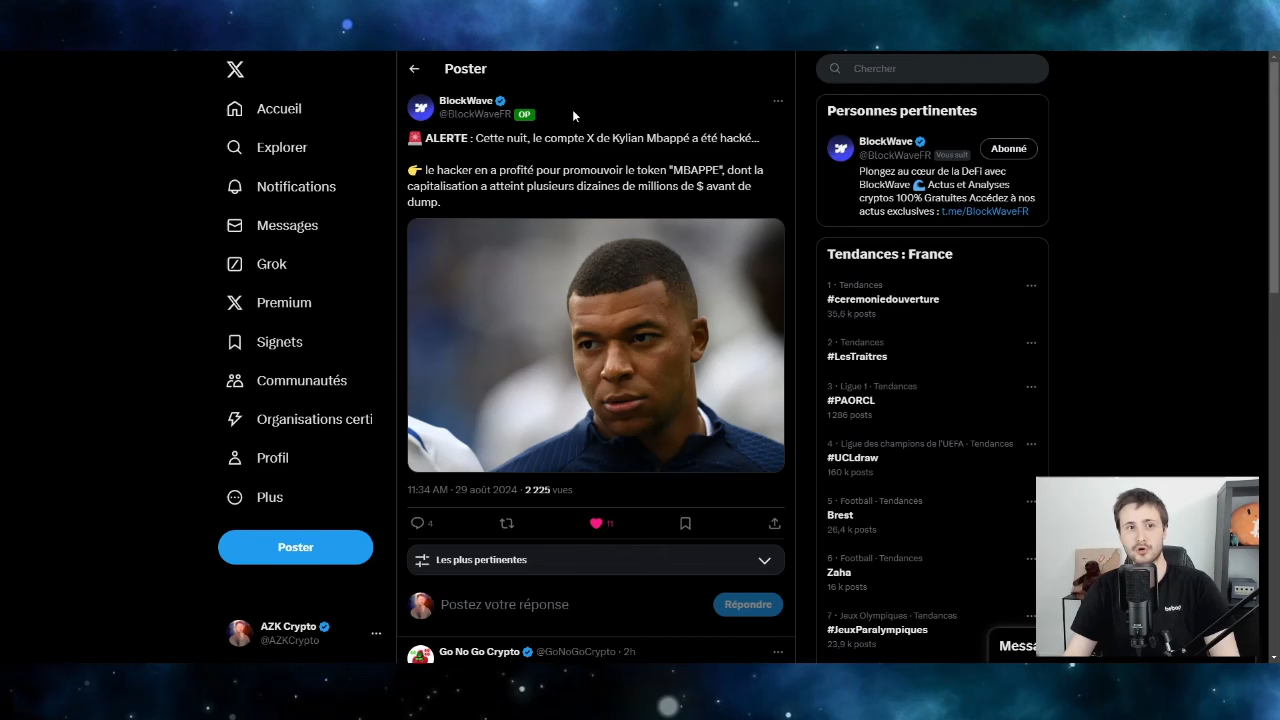 Accueil
Explorer
Notifications
Messages
Grok
Premium
Signets
Communautés
Organisations certi
Profil
Plus
Poster
AZK Crypto
@AZKCrypto
Poster
BlockWave
@BlockWaveFR OP
🚨 ALERTE : Cette nuit, le compte X de Kylian Mbappé a été hacké...
👉 le hacker en a profité pour promouvoir le token "MBAPPE", dont la
capitalisation a atteint plusieurs dizaines de millions de $ avant de
dump.
11:34 AM · 29 août 2024 · 2 225 vues
4
11
Les plus pertinentes
Postez votre réponse
Répondre
Go No Go Crypto @GoNoGoCrypto · 2h
Chercher
Personnes pertinentes
BlockWave
@BlockWaveFR Vous suit
Abonné
Plongez au cœur de la DeFi avec
BlockWave 🌊 Actus et Analyses
cryptos 100% Gratuites Accédez à nos
actus exclusives : t.me/BlockWaveFR
Tendances : France
1 · Tendances
#ceremoniedouverture
35,6 k posts
2 · Tendances
#LesTraitres
3 · Ligue 1 · Tendances
#PAORCL
1 286 posts
4 · Ligue des champions de l'UEFA · Tendances
#UCLdraw
160 k posts
5 · Football · Tendances
Brest
26,4 k posts
6 · Football · Tendances
Zaha
16 k posts
7 · Jeux Olympiques · Tendances
#JeuxParalympiques
23,9 k posts
Messa